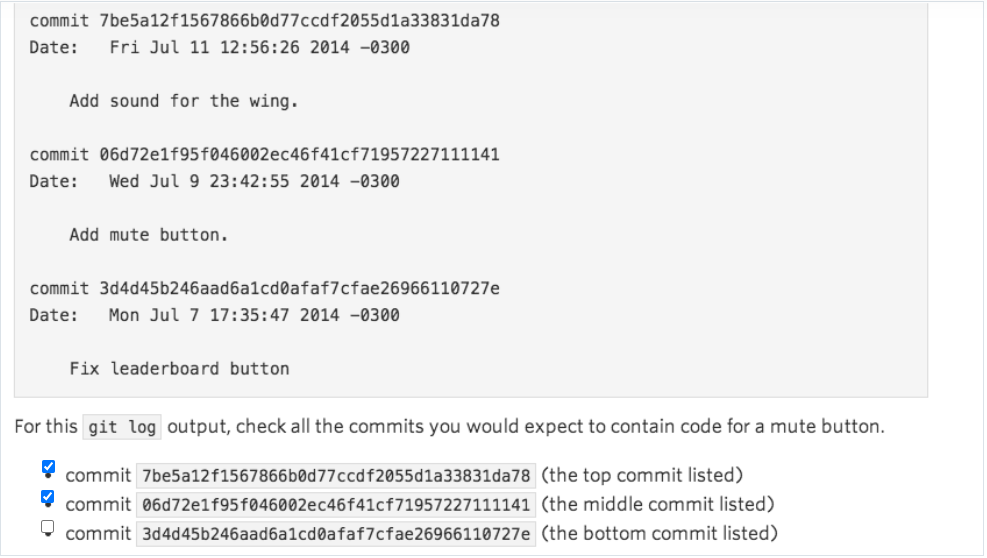 commit 7be5a12f1567866b0d77ccdf2055d1a33831da78
Date:   Fri Jul 11 12:56:26 2014 -0300
Add sound for the wing.
commit 06d72e1f95f046002ec46f41cf71957227111141
Date:   Wed Jul 9 23:42:55 2014 -0300
Add mute button.
commit 3d4d45b246aad6a1cd0afaf7cfae26966110727e
Date:   Mon Jul 7 17:35:47 2014 -0300
Fix leaderboard button
For this git log output, check all the commits you would expect to contain code for a mute button.
commit 7be5a12f1567866b0d77ccdf2055d1a33831da78 (the top commit listed)
commit 06d72e1f95f046002ec46f41cf71957227111141 (the middle commit listed)
commit 3d4d45b246aad6a1cd0afaf7cfae26966110727e (the bottom commit listed)